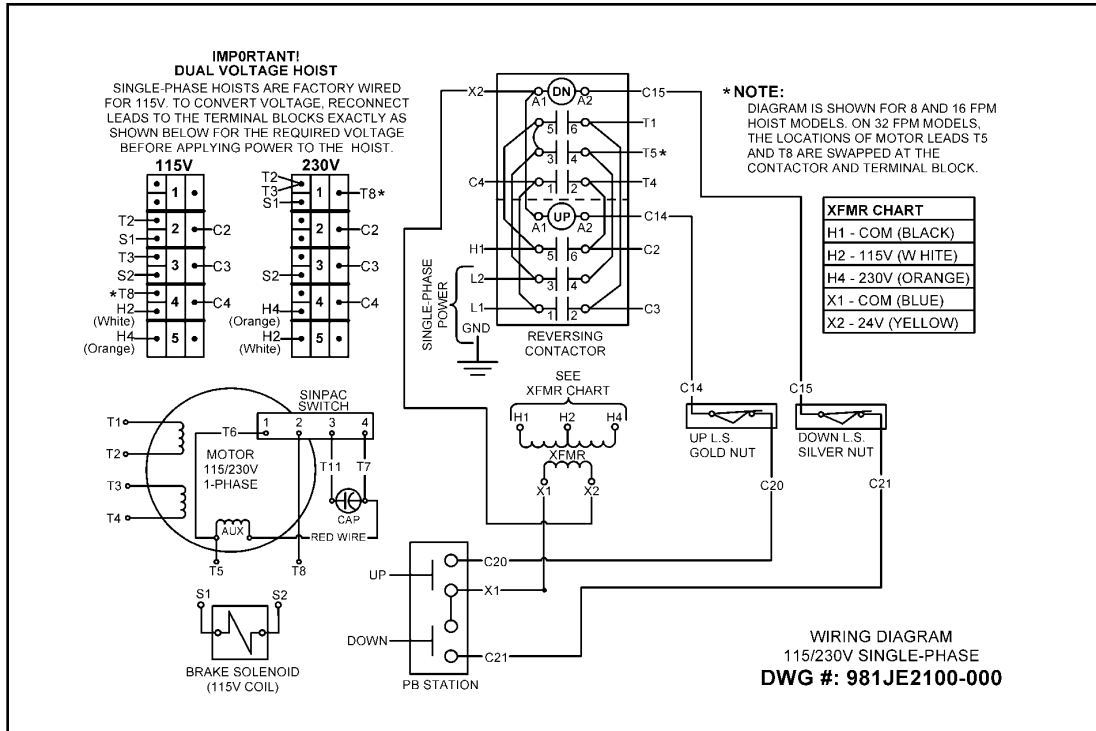 IMP0RTANT!
DUAL VOLTAGE HOIST
SINGLE-PHASE HOISTS ARE FACTORY WIRED
FOR 115V. TO CONVERT VOLTAGE, RECONNECT
LEADS TO THE TERMINAL BLOCKS EXACTLY AS
SHOWN BELOW FOR THE REQUIRED VOLTAGE
BEFORE APPLYING POWER TO THE HOIST.
115V
1
T2
S1
2
C2
T3
S2
3
C3
*T8
H2
(White)
4
C4
H4
(Orange)
5
230V
T2
T3
S1
1
T8*
2
C2
S2
3
C3
H4
(Orange)
4
C4
H2
(White)
5
X2
A1
DN
A2
C15
5
6
T1
3
4
T5*
C4
1
2
T4
A1
UP
A2
C14
H1
5
6
C2
L2
3
4
L1
1
2
C3
SINGLE-PHASE
POWER
GND
REVERSING
CONTACTOR
*NOTE:
DIAGRAM IS SHOWN FOR 8 AND 16 FPM
HOIST MODELS. ON 32 FPM MODELS,
THE LOCATIONS OF MOTOR LEADS T5
AND T8 ARE SWAPPED AT THE
CONTACTOR AND TERMINAL BLOCK.
XFMR CHART
H1 - COM (BLACK)
H2 - 115V (W HITE)
H4 - 230V (ORANGE)
X1 - COM (BLUE)
X2 - 24V (YELLOW)
SEE
XFMR CHART
H1 H2 H4
XFMR
X1 X2
C14
UP L.S.
GOLD NUT
C20
C15
DOWN L.S.
SILVER NUT
C21
SINPAC
SWITCH
1 2 3 4
T1
T2
T3
T4
T6
MOTOR
115/230V
1-PHASE
T11
T7
CAP
AUX
RED WIRE
T5
T8
S1
S2
BRAKE SOLENOID
(115V COIL)
UP
C20
X1
DOWN
C21
PB STATION
WIRING DIAGRAM
115/230V SINGLE-PHASE
DWG #: 981JE2100-000